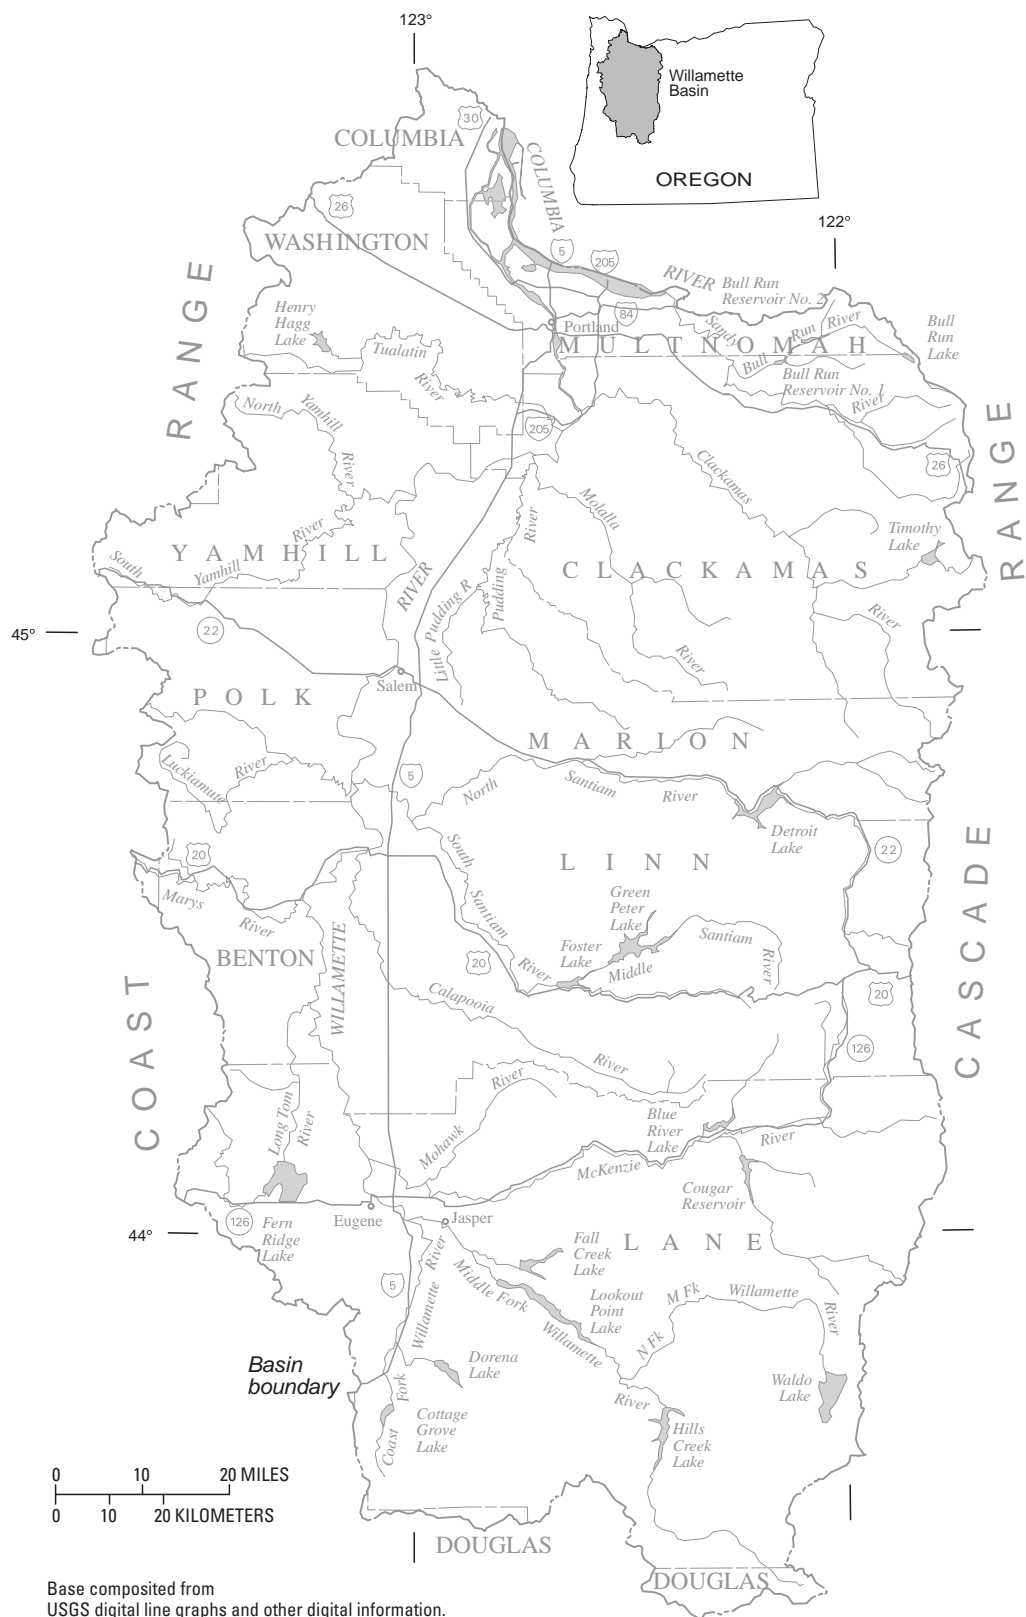 123°
Willamette
Basin
OREGON
122°
30
COLUMBIA
COLUMBIA
RIVER
26
WASHINGTON
5
205
84
Bull Run
Reservoir No. 2
Henry
Hagg
Lake
Portland
Sandy
Bull
Run
River
Bull
Run
Lake
MULTNOMAH
Tualatin
River
Bull Run
Reservoir No. 1
River
RANGE
North
Yamhill
River
205
Clackamas
26
RANGE
Molalla
River
Timothy
Lake
YAMHILL
River
South
Yamhill
RIVER
CLACKAMAS
Pudding
Little Pudding R
River
45°
22
River
Salem
POLK
MARION
Luckiamute
River
5
North
Santiam
River
Detroit
Lake
22
20
South
Santiam
River
LINN
Green
Peter
Lake
Marys
River
Foster
Lake
Middle
Santiam
River
BENTON
WILLAMETTE
20
20
CASCADE
COAST
Calapooia
River
126
River
Long Tom
River
Mohawk
Blue
River
Lake
River
McKenzie
Cougar
Reservoir
126
Fern
Ridge
Lake
Eugene
Jasper
44°
LANE
Fall
Creek
Lake
River
Willamette
Middle Fork
Willamette
5
Lookout
Point
Lake
N Fk
M Fk
Willamette
River
Basin
boundary
Dorena
Lake
Waldo
Lake
Fork
Coast
Cottage
Grove
Lake
River
Hills
Creek
Lake
0 10 20 MILES
0 10 20 KILOMETERS
DOUGLAS
DOUGLAS
Base composited from
USGS digital line graphs and other digital information.